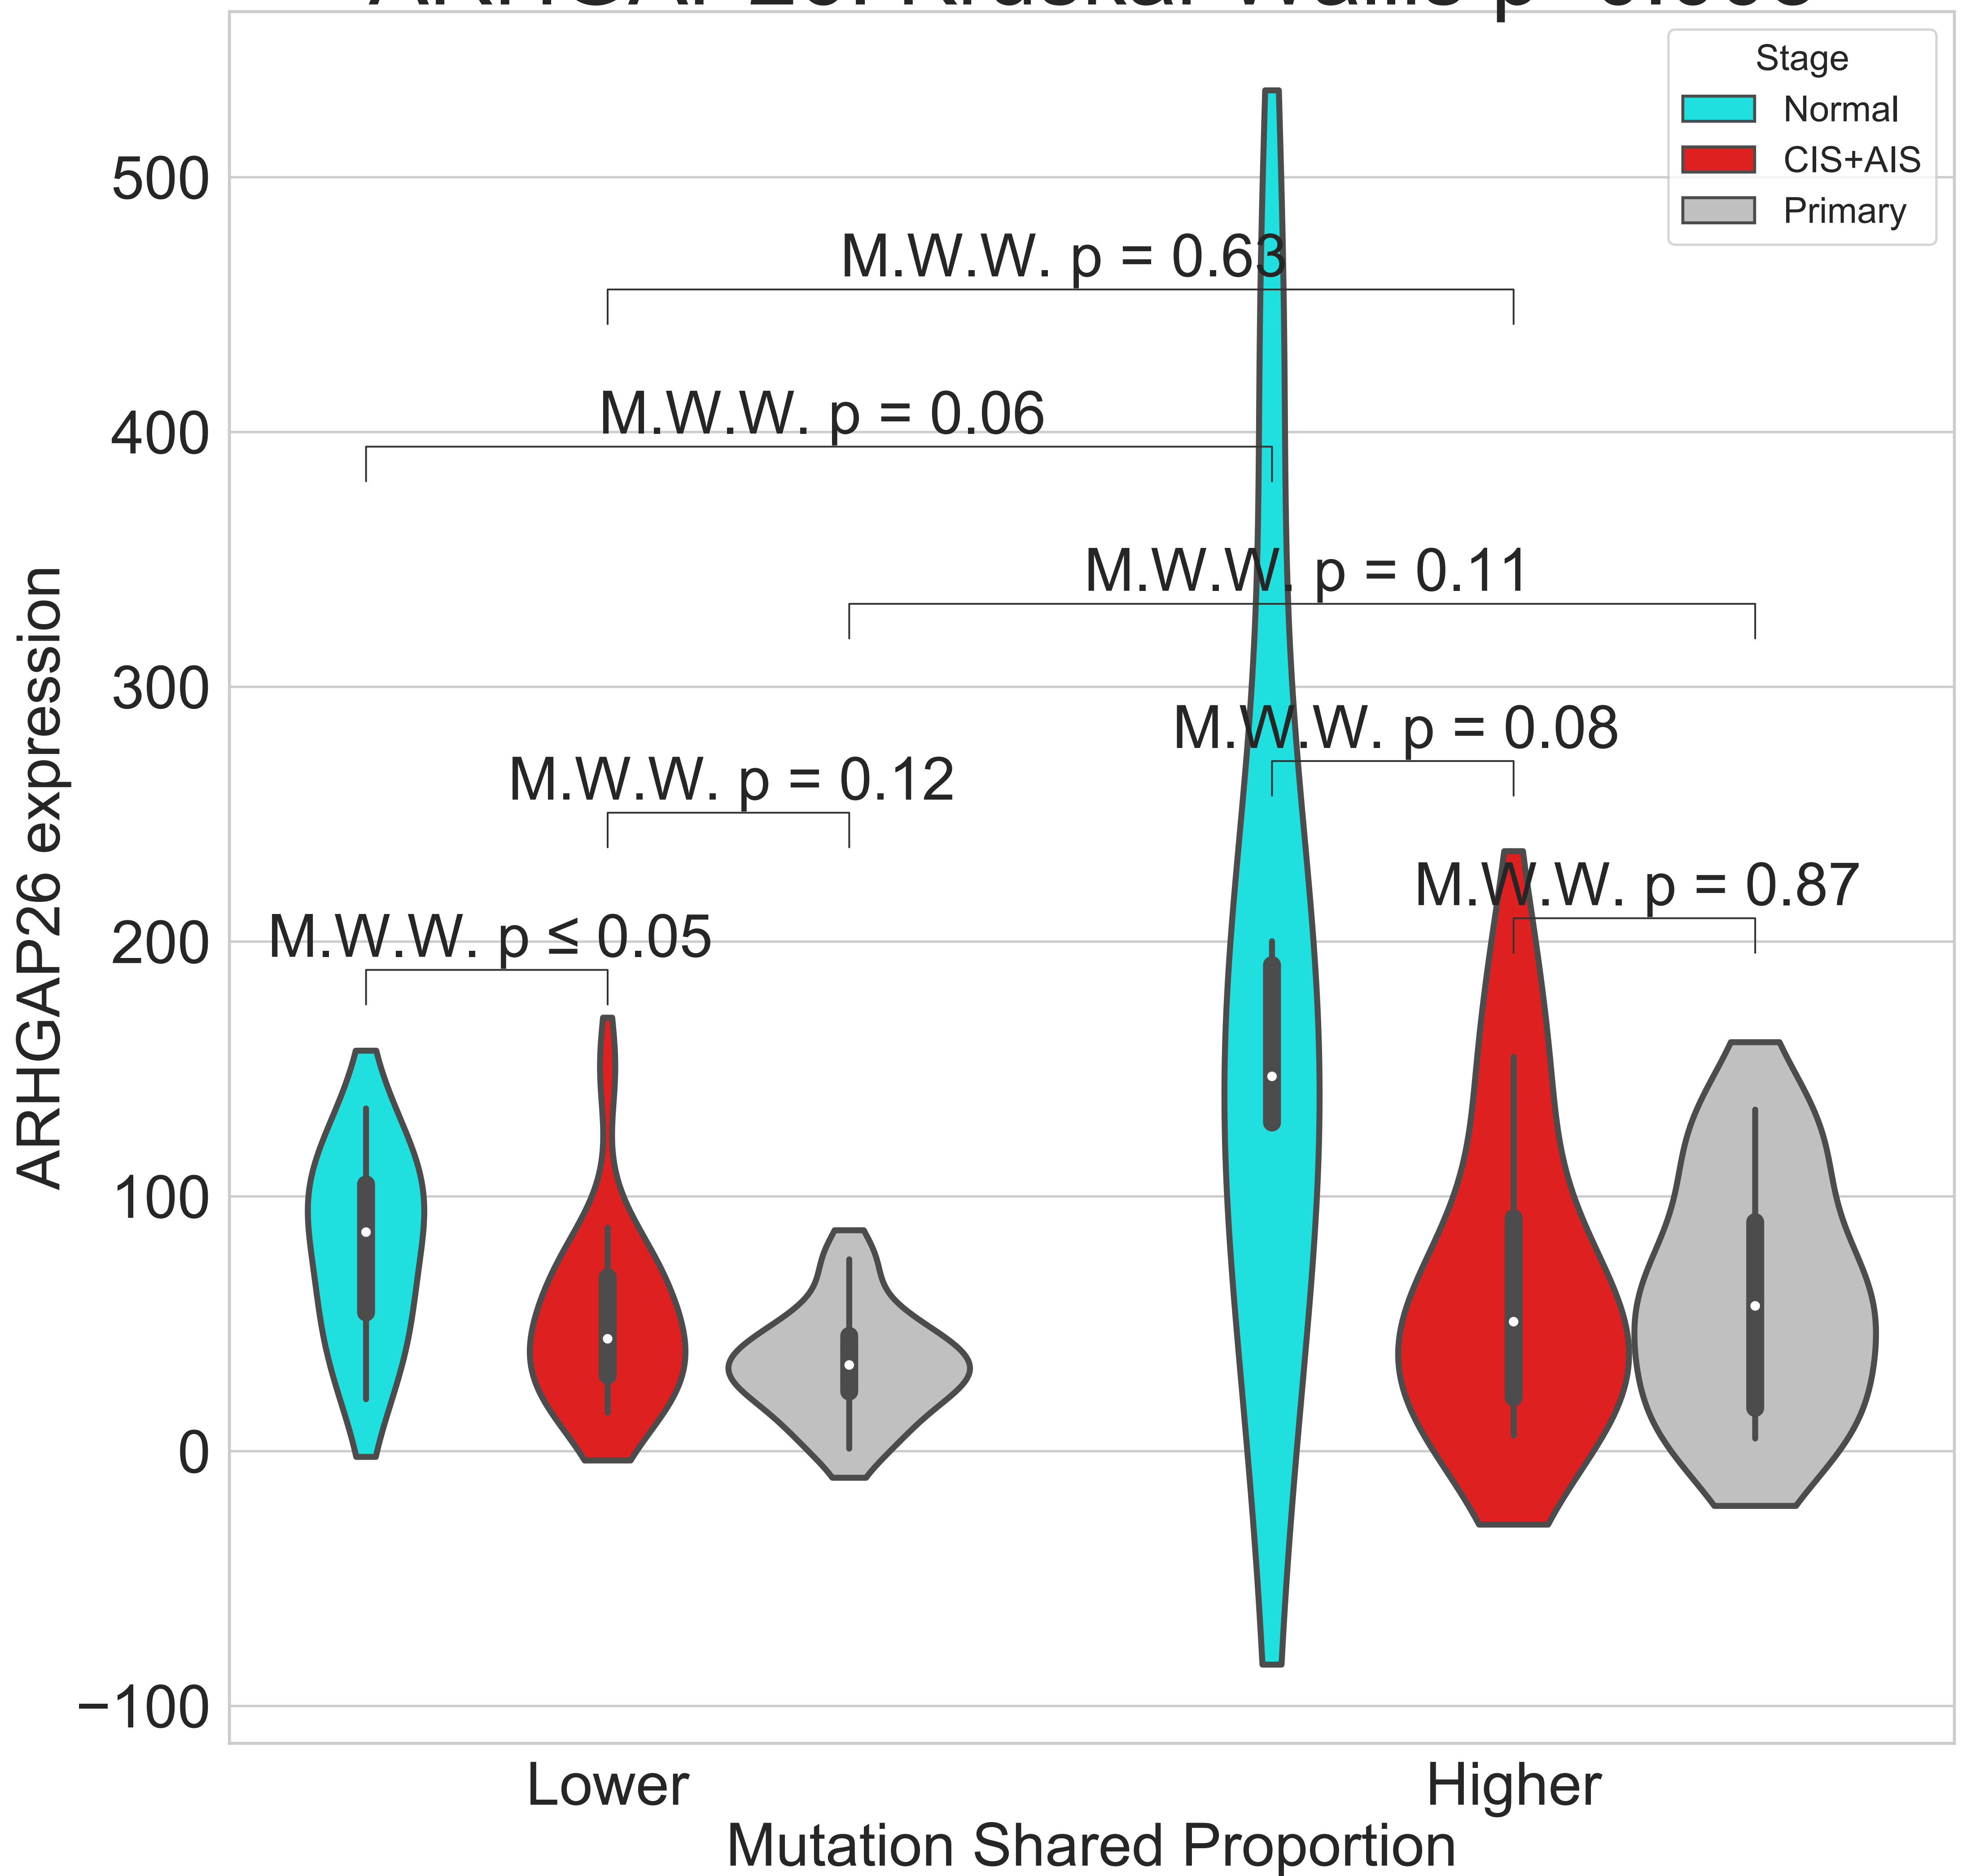 Stage
Normal
CIS+AIS
Primary
500
400
300
200
100
0
−100
ARHGAP26 expression
M.W.W. p = 0.63
M.W.W. p = 0.06
M.W.W. p = 0.11
M.W.W. p = 0.08
M.W.W. p = 0.12
M.W.W. p = 0.87
M.W.W. p ≤ 0.05
Lower
Higher
Mutation Shared Proportion